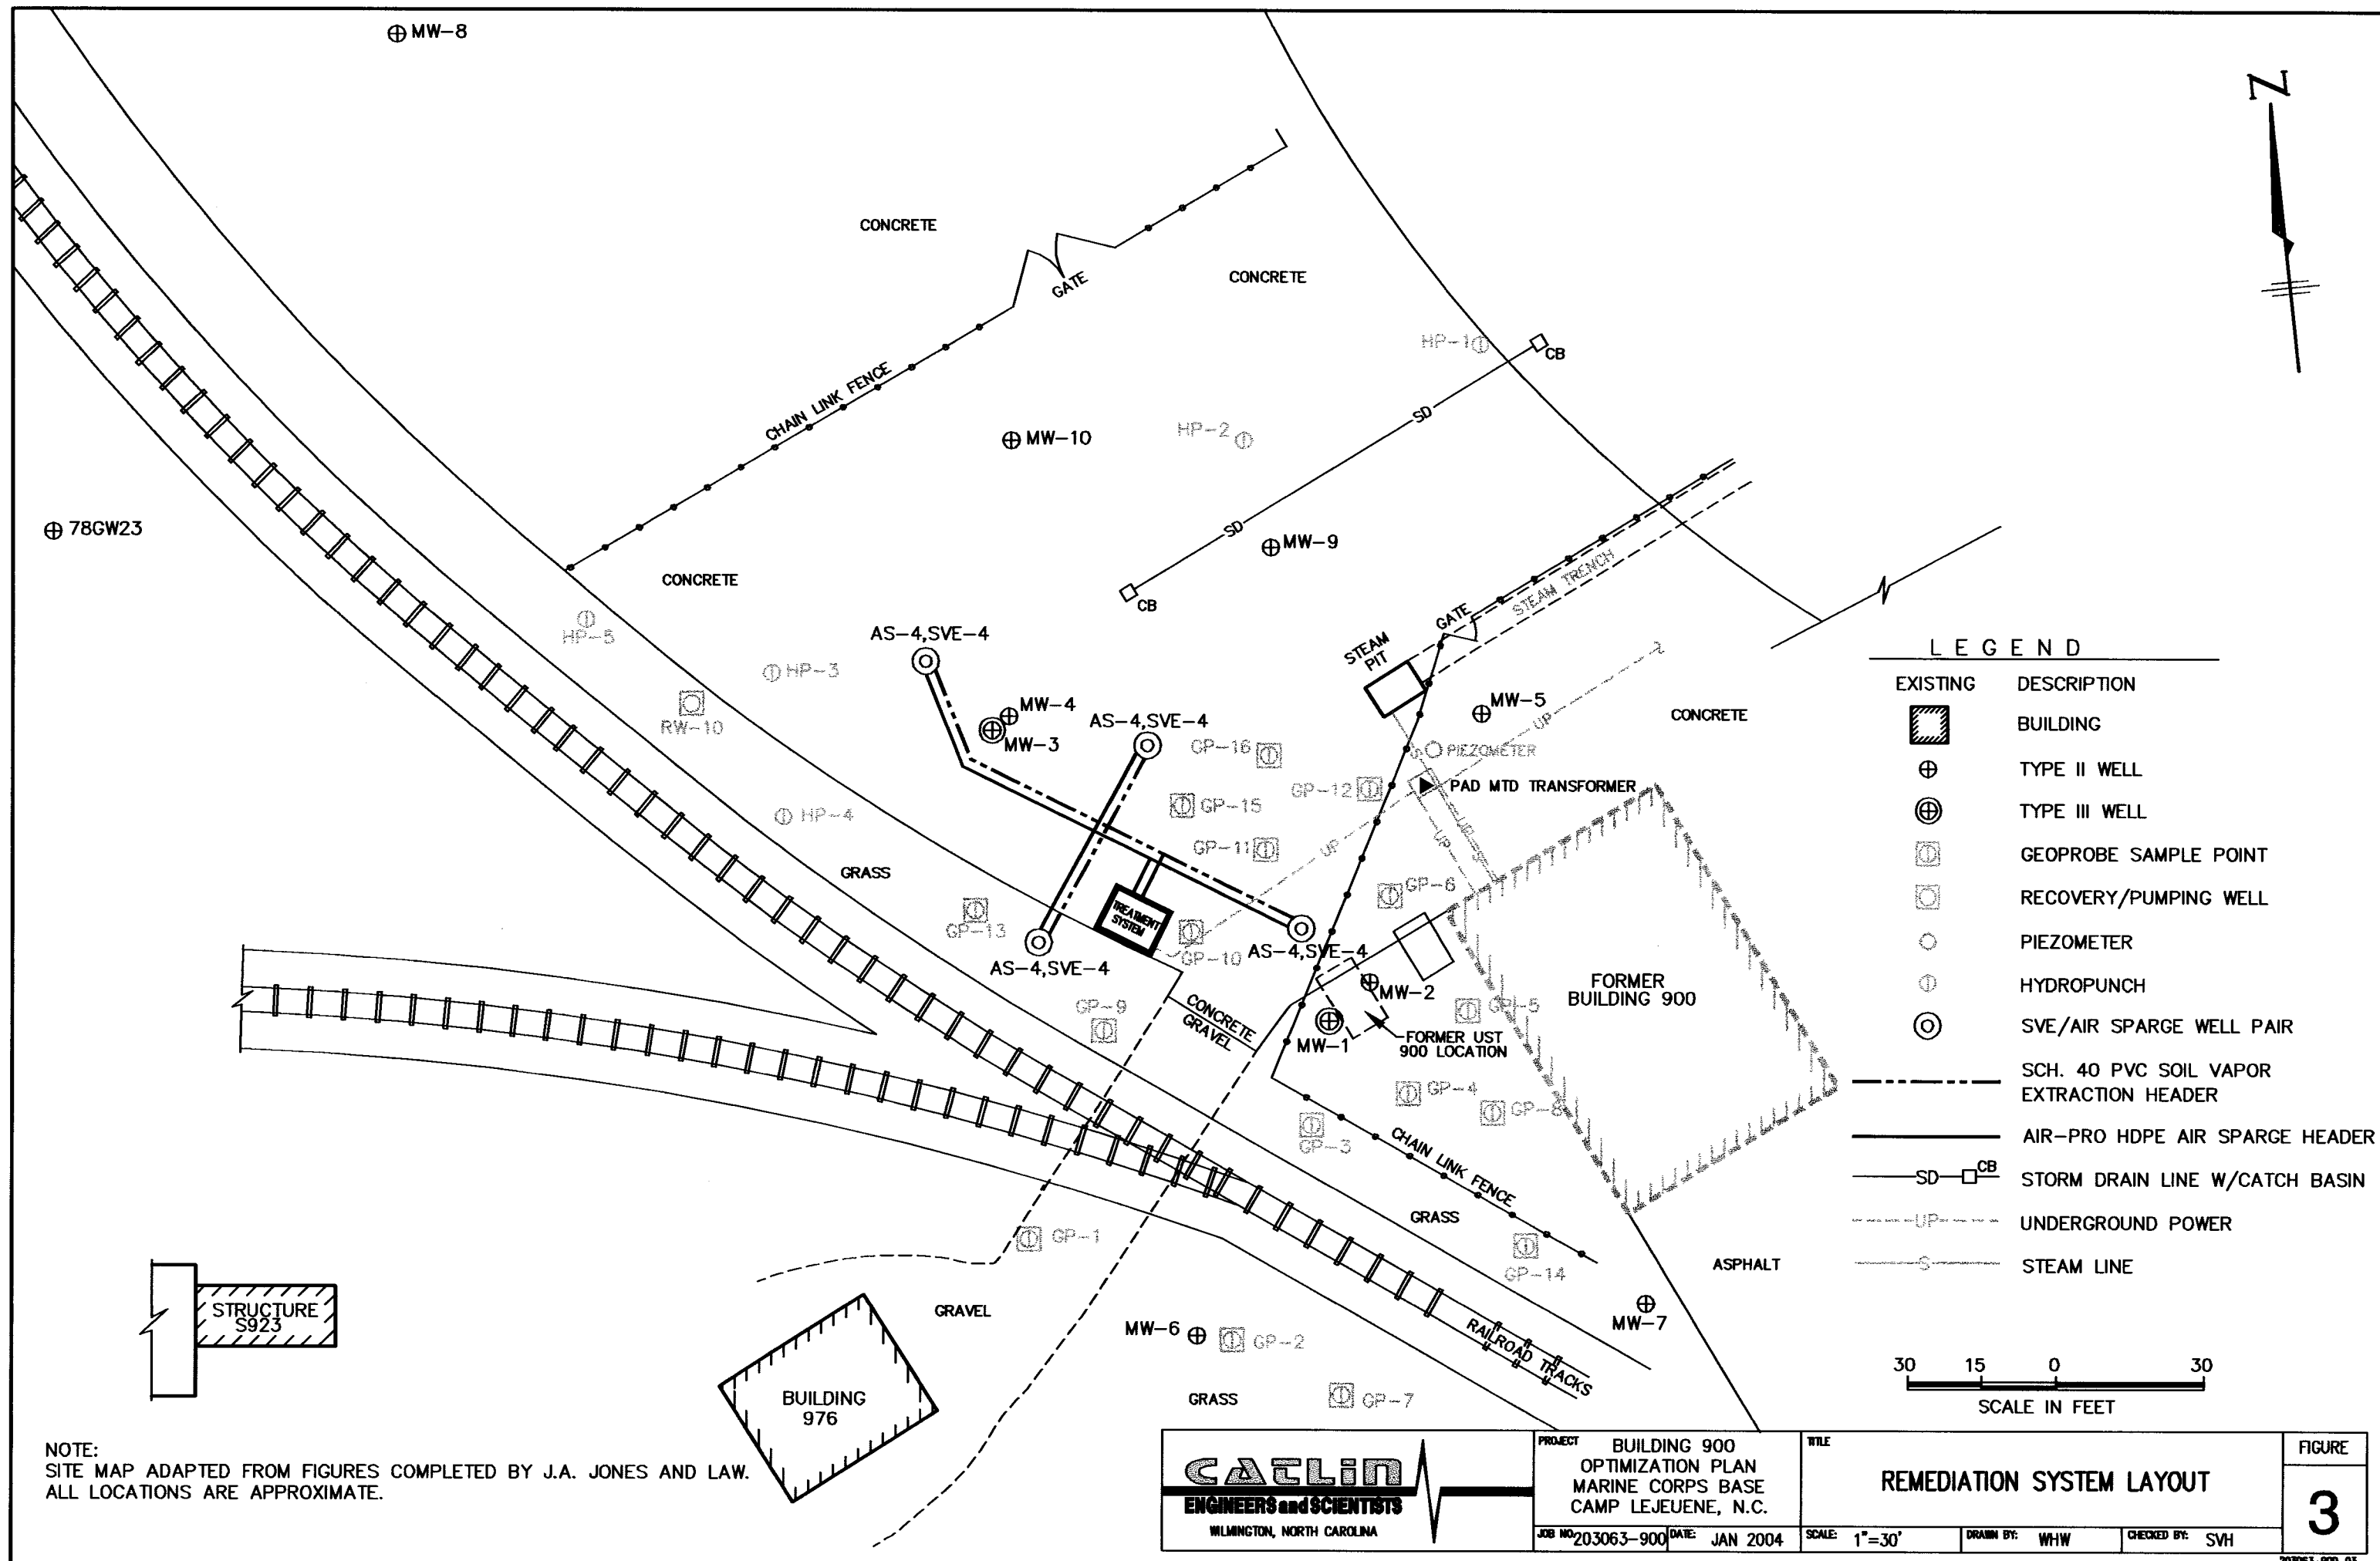 MW-8
N
CONCRETE
GATE
CONCRETE
HP-1
CB
CHAIN LINK FENCE
SD
MW-10
HP-2
78GW23
SD
MW-9
CONCRETE
CB
STEAM TRENCH
GATE
HP-5
AS-4,SVE-4
STEAM
PIT
HP-3
RW-10
MW-4
MW-3
AS-4,SVE-4
MW-5
UP
CONCRETE
GP-16
S
PIEZOMETER
GP-12
PAD MTD TRANSFORMER
GP-15
HP-4
UP
UP
S
GP-11
UP
GRASS
GP-6
TREATMENT
SYSTEM
GP-13
GP-10
AS-4,SVE-4
AS-4,SVE-4
FORMER
BUILDING 900
MW-2
GP-9
CONCRETE
GRAVEL
GP-5
MW-1
FORMER UST
900 LOCATION
GP-4
GP-8
GP-3
CHAIN LINK FENCE
GRASS
GP-1
GP-14
ASPHALT
STRUCTURE
S923
GRAVEL
MW-6
GP-2
MW-7
RAILROAD TRACKS
BUILDING
976
GRASS
GP-7
LEGEND
EXISTING DESCRIPTION
BUILDING
TYPE II WELL
TYPE III WELL
GEOPROBE SAMPLE POINT
RECOVERY/PUMPING WELL
PIEZOMETER
HYDROPUNCH
SVE/AIR SPARGE WELL PAIR
SCH. 40 PVC SOIL VAPOR
EXTRACTION HEADER
AIR-PRO HDPE AIR SPARGE HEADER
SD CB STORM DRAIN LINE W/CATCH BASIN
UP UNDERGROUND POWER
S STEAM LINE
30 15 0 30
SCALE IN FEET
NOTE:
SITE MAP ADAPTED FROM FIGURES COMPLETED BY J.A. JONES AND LAW.
ALL LOCATIONS ARE APPROXIMATE.
CATLIN
ENGINEERS and SCIENTISTS
WILMINGTON, NORTH CAROLINA
PROJECT BUILDING 900
OPTIMIZATION PLAN
MARINE CORPS BASE
CAMP LEJEUENE, N.C.
JOB NO. 203063-900 DATE: JAN 2004
TITLE
REMEDIATION SYSTEM LAYOUT
SCALE: 1"=30' DRAWN BY: WHW CHECKED BY: SVH
FIGURE
3
203063-900_03